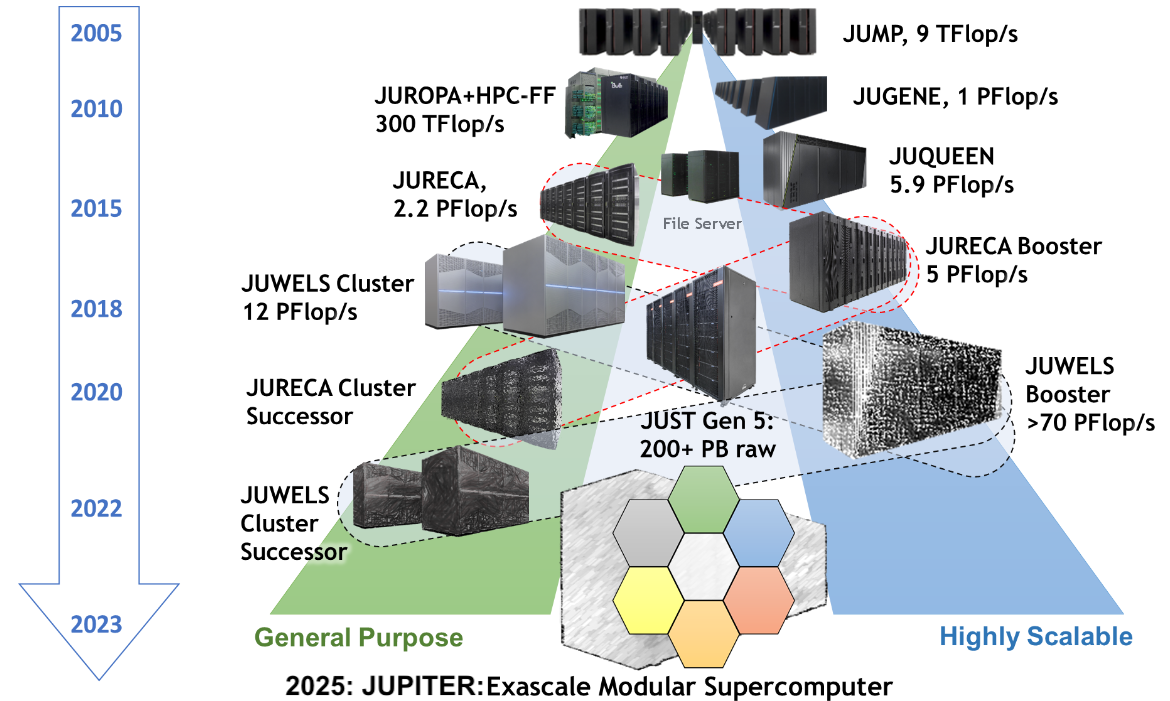 2005
JUMP, 9 TFlop/s
JUROPA+HPC-FF
300 TFlop/s
2010
JUGENE, 1 PFlop/s
JUQUEEN
5.9 PFlop/s
JURECA,
2.2 PFlop/s
2015
File Server
JURECA Booster
5 PFlop/s
JUWELS Cluster
12 PFlop/s
2018
JURECA Cluster
Successor
2020
JUWELS
Booster
>70 PFlop/s
JUST Gen 5:
200+ PB raw
JUWELS
Cluster
Successor
2022
2023
General Purpose
Highly Scalable
2025: JUPITER:Exascale Modular Supercomputer